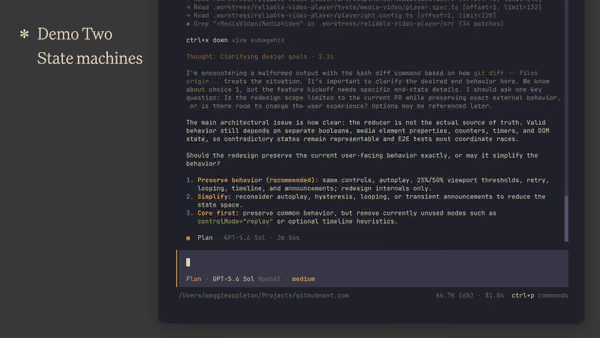 * Demo Two
State machines
→ Read .worktrees/reliable-video-player/tests/media-video/player.spec.ts [offset=1, limit=132]
→ Read .worktrees/reliable-video-player/playwright.config.ts [offset=1, limit=120]
(34 matches)
ctrl+x down view subagents
Thought: Clarifying design goals · 2.1s
I'm encountering a malformed output with the bash diff command based on how git diff -- files
origin... treats the situation. It's important to clarify the desired end behavior here. We know
about choice 1, but the feature kickoff needs specific end-state details. I should ask one key
question: Is the redesign scope limited to the current PR while preserving exact external behavior,
or is there room to change the user experience? Options may be referenced later.
The main architectural issue is now clear: the reducer is not the actual source of truth. Valid
behavior still depends on separate booleans, media element properties, counters, timers, and DOM
state, so contradictory states remain representable and E2E tests must coordinate races.
Should the redesign preserve the current user-facing behavior exactly, or may it simplify the
behavior?
1. Preserve behavior (recommended): same controls, autoplay, 25%/50% viewport thresholds, retry,
looping, timeline, and announcements; redesign internals only.
2. Simplify: reconsider autoplay, hysteresis, looping, or transient announcements to reduce the
state space.
3. Core first: preserve common behavior, but remove currently unused modes such as
controlMode="replay" or optional timeline heuristics.
Plan · GPT-5.6 Sol · 2m 56s
Plan · GPT-5.6 Sol OpenAI · medium
/Users/maggieappleton/Projects/githubnext.com 66.7K (6%) · $1.04 ctrl+p commands